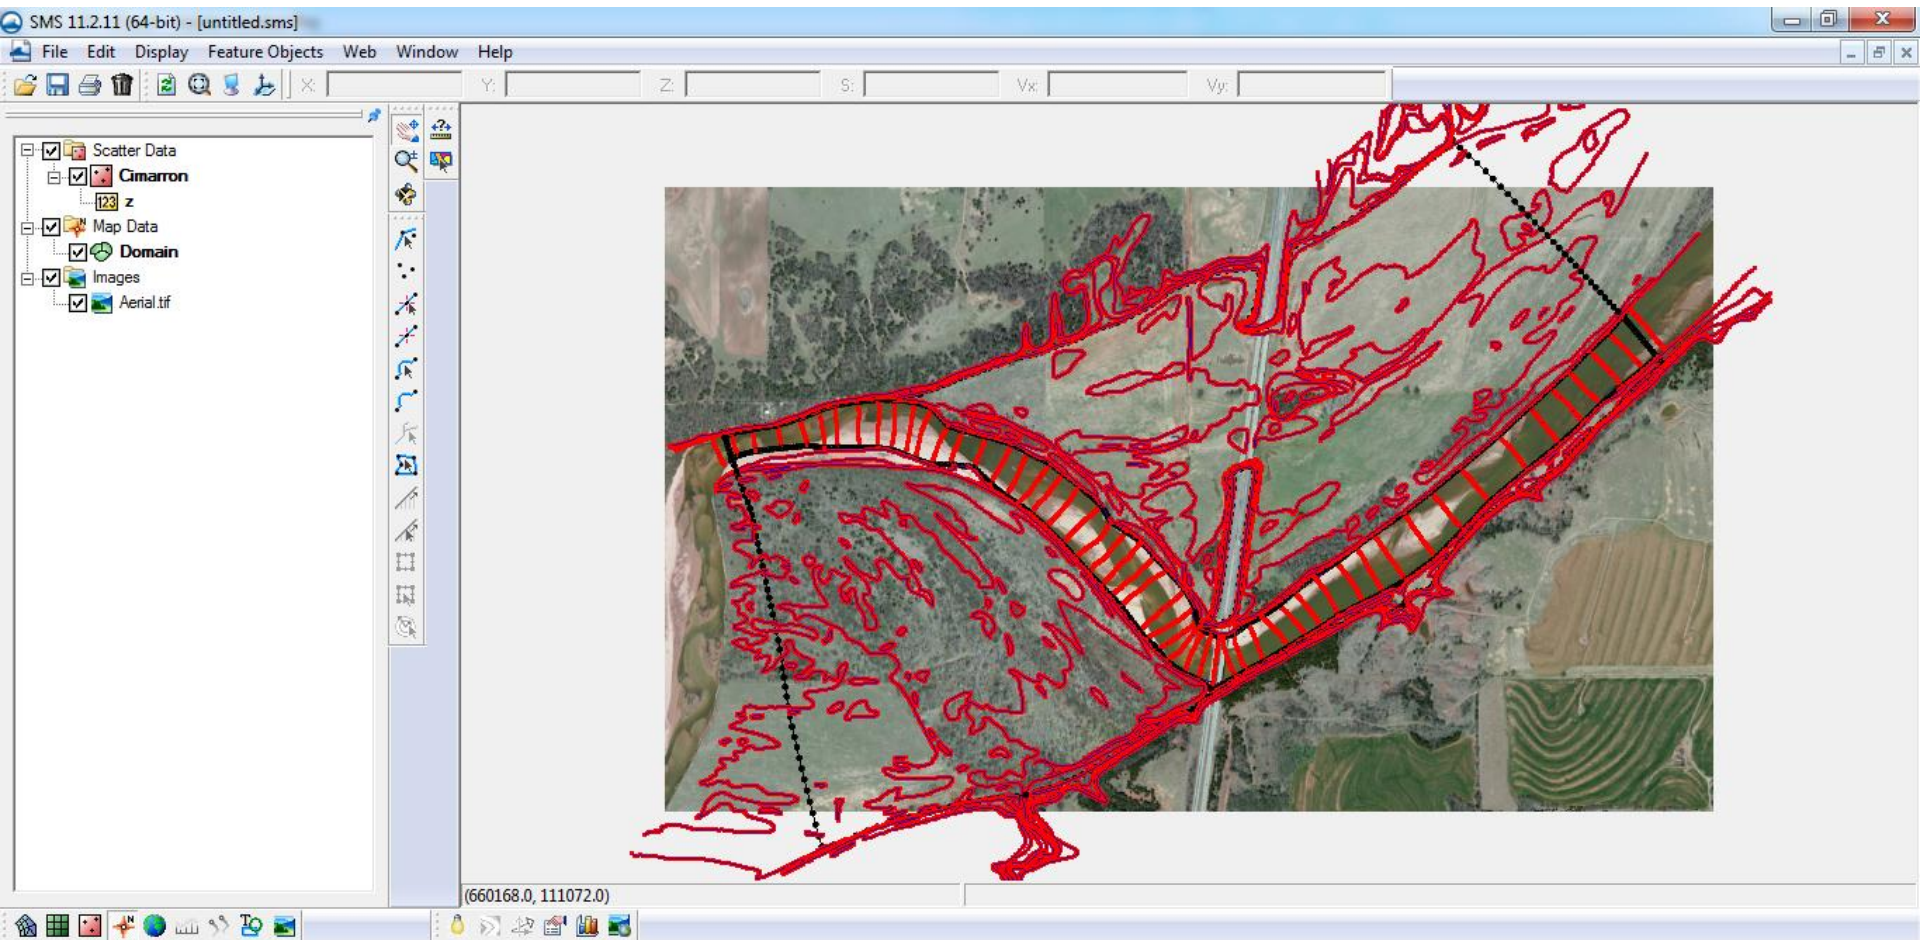 SMS 11.2.11 (64-bit) - [untitled.sms]
File Edit Display Feature Objects Web Window Help
X: Y: Z: S: Vx: Vy:
Scatter Data
Cimarron
123 z
Map Data
Domain
Images
Aerial.tif
(660168.0, 111072.0)